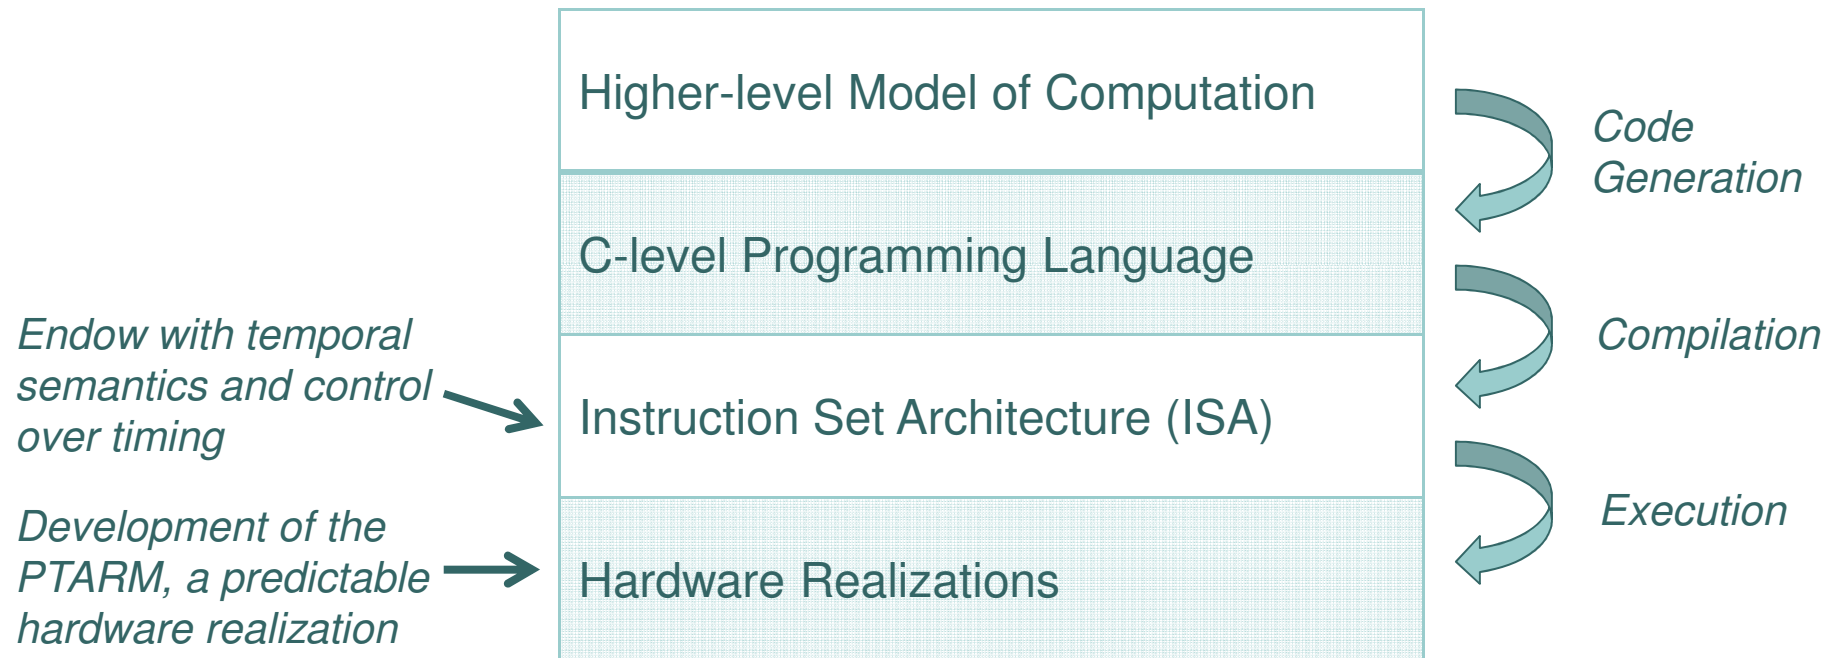 Higher-level Model of Computation
Code
Generation
C-level Programming Language
Compilation
Endow with temporal
semantics and control
over timing
Instruction Set Architecture (ISA)
Execution
Development of the
PTARM, a predictable
hardware realization
Hardware Realizations